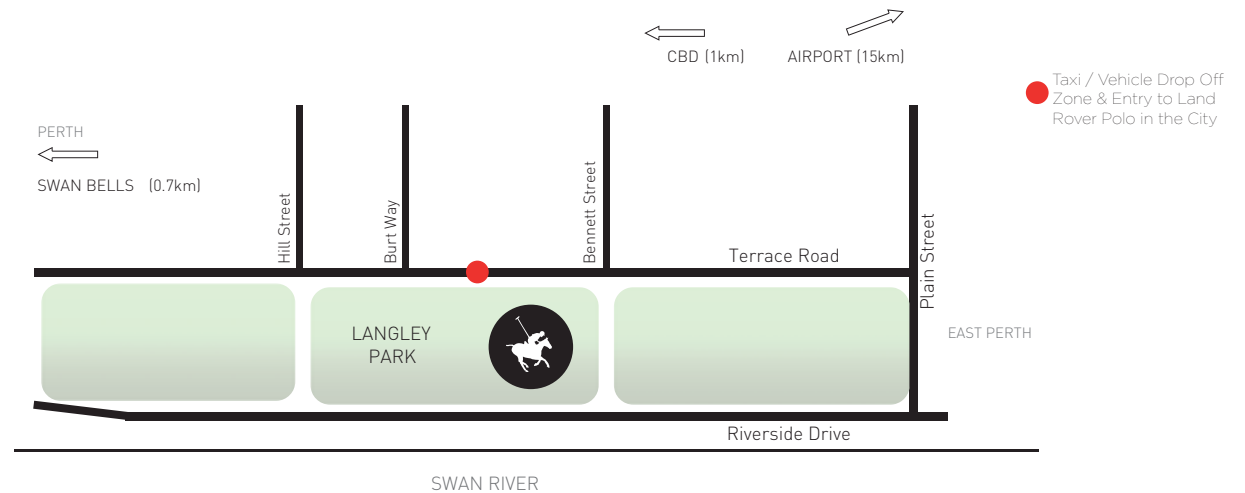 CBD (1km)
AIRPORT (15km)
Taxi / Vehicle Drop Off
Zone & Entry to Land
Rover Polo in the City
PERTH
SWAN BELLS (0.7km)
Hill Street
Burt Way
Bennett Street
Terrace Road
Plain Street
LANGLEY
PARK
EAST PERTH
Riverside Drive
SWAN RIVER